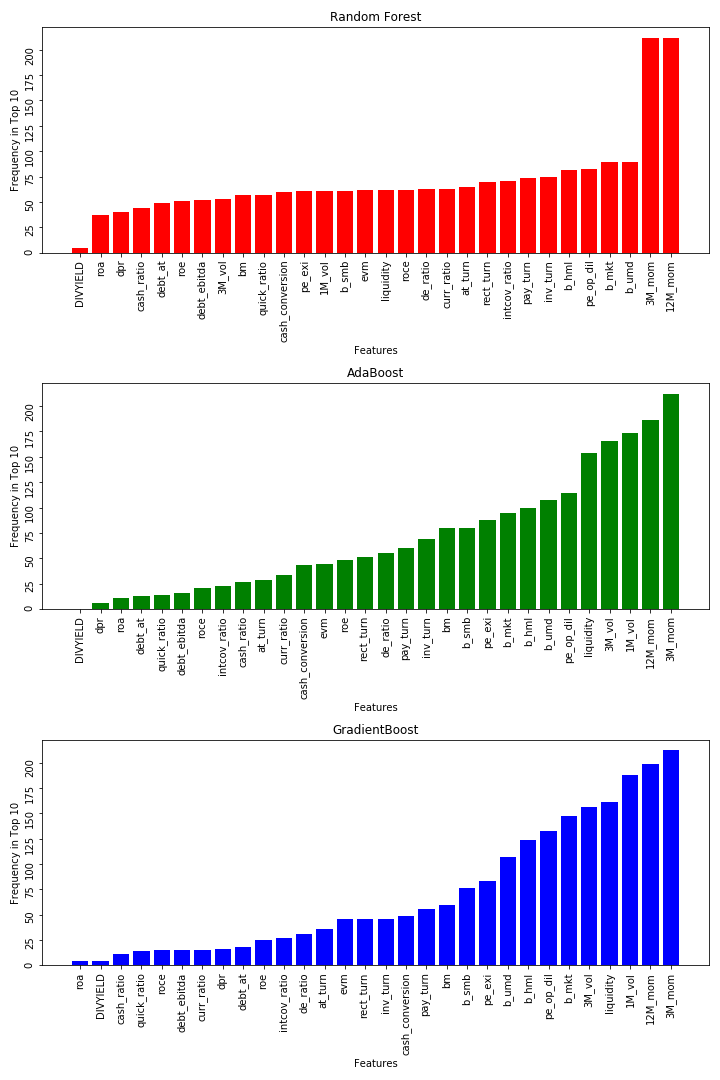 Random Forest
Frequency in Top 10
0 25 50 75 100 125 150 175 200
DIVYIELD roa dpr cash_ratio debt_at roe debt_ebitda 3M_vol bm quick_ratio cash_conversion pe_exi 1M_vol b_smb evm liquidity roce de_ratio curr_ratio at_turn rect_turn intcov_ratio pay_turn inv_turn b_hml pe_op_dil b_mkt b_umd 3M_mom 12M_mom
Features
AdaBoost
Frequency in Top 10
0 25 50 75 100 125 150 175 200
DIVYIELD dpr roa debt_at quick_ratio debt_ebitda roce intcov_ratio cash_ratio at_turn curr_ratio cash_conversion evm roe rect_turn de_ratio pay_turn inv_turn bm b_smb pe_exi b_mkt b_hml b_umd pe_op_dil liquidity 3M_vol 1M_vol 12M_mom 3M_mom
Features
GradientBoost
Frequency in Top 10
0 25 50 75 100 125 150 175 200
roa DIVYIELD cash_ratio quick_ratio roce debt_ebitda curr_ratio dpr debt_at roe intcov_ratio de_ratio at_turn evm rect_turn inv_turn cash_conversion pay_turn bm b_smb pe_exi b_umd b_hml pe_op_dil b_mkt 3M_vol liquidity 1M_vol 12M_mom 3M_mom
Features